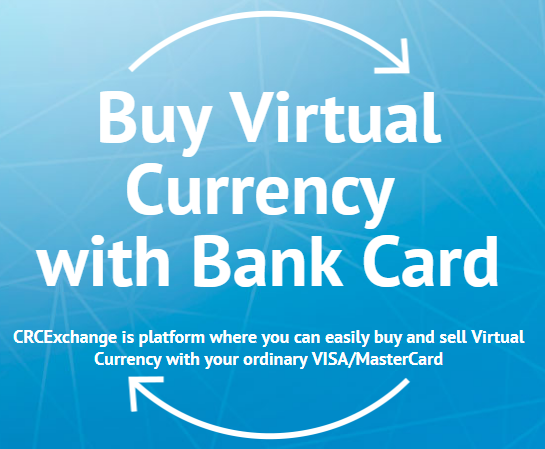 Buy Virtual
Currency
with Bank Card
CRCExchange is platform where you can easily buy and sell Virtual
Currency with your ordinary VISA/MasterCard